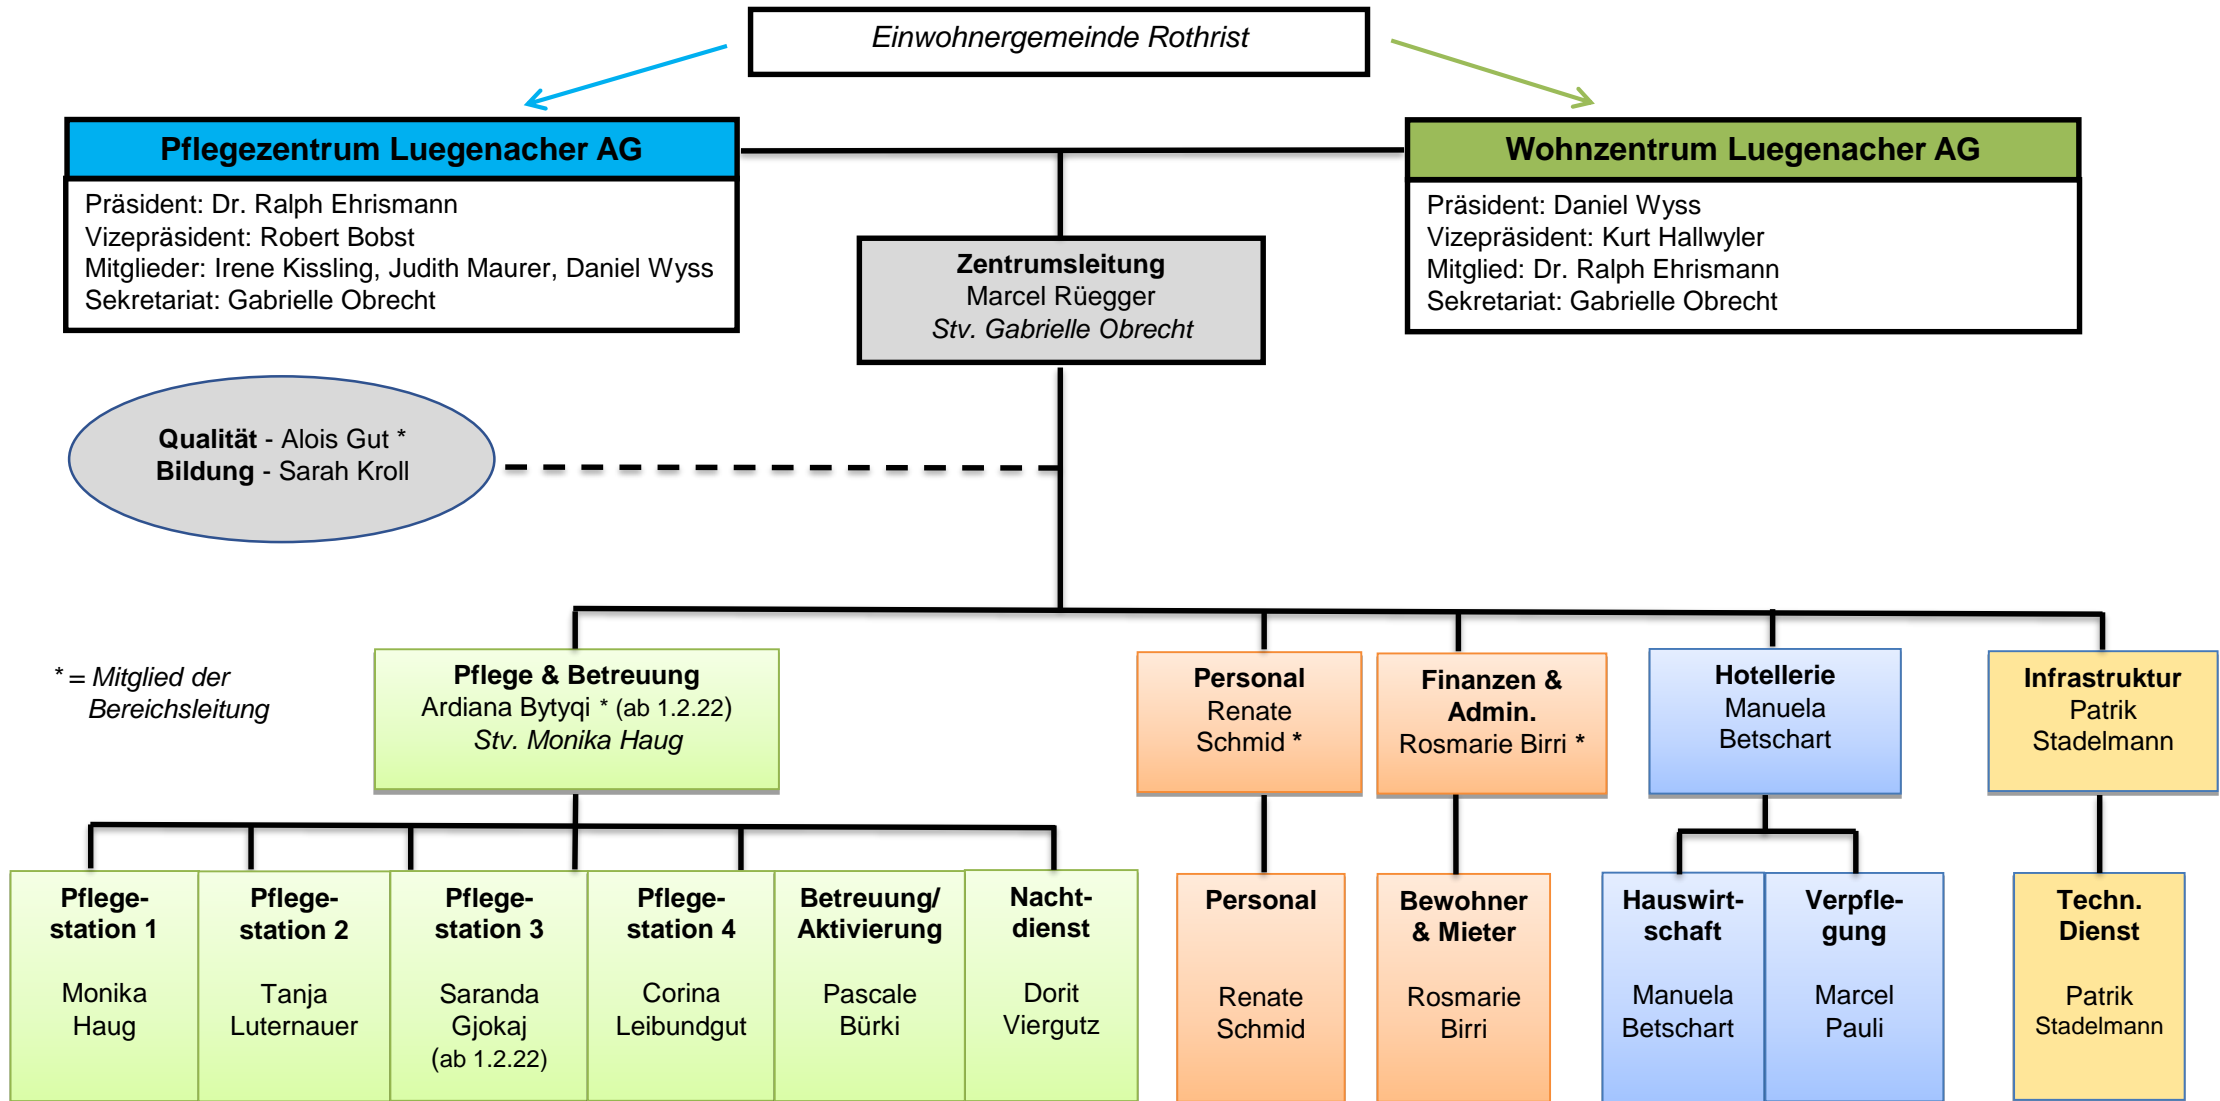 Einwohnergemeinde Rothrist
Pflegezentrum Luegenacher AG
Präsident: Dr. Ralph Ehrismann
Vizepräsident: Robert Bobst
Mitglieder: Irene Kissling, Judith Maurer, Daniel Wyss
Sekretariat: Gabrielle Obrecht
Wohnzentrum Luegenacher AG
Präsident: Daniel Wyss
Vizepräsident: Kurt Hallwyler
Mitglied: Dr. Ralph Ehrismann
Sekretariat: Gabrielle Obrecht
Zentrumsleitung
Marcel Rüegger
Stv. Gabrielle Obrecht
Qualität - Alois Gut *
Bildung - Sarah Kroll
* = Mitglied der
Bereichsleitung
Pflege & Betreuung
Ardiana Bytyqi * (ab 1.2.22)
Stv. Monika Haug
Personal
Renate
Schmid *
Finanzen &
Admin.
Rosmarie Birri *
Hotellerie
Manuela
Betschart
Infrastruktur
Patrik
Stadelmann
Pflege-
station 1
Monika
Haug
Pflege-
station 2
Tanja
Luternauer
Pflege-
station 3
Saranda
Gjokaj
(ab 1.2.22)
Pflege-
station 4
Corina
Leibundgut
Betreuung/
Aktivierung
Pascale
Bürki
Nacht-
dienst
Dorit
Viergutz
Personal
Renate
Schmid
Bewohner
& Mieter
Rosmarie
Birri
Hauswirt-
schaft
Manuela
Betschart
Verpfle-
gung
Marcel
Pauli
Techn.
Dienst
Patrik
Stadelmann